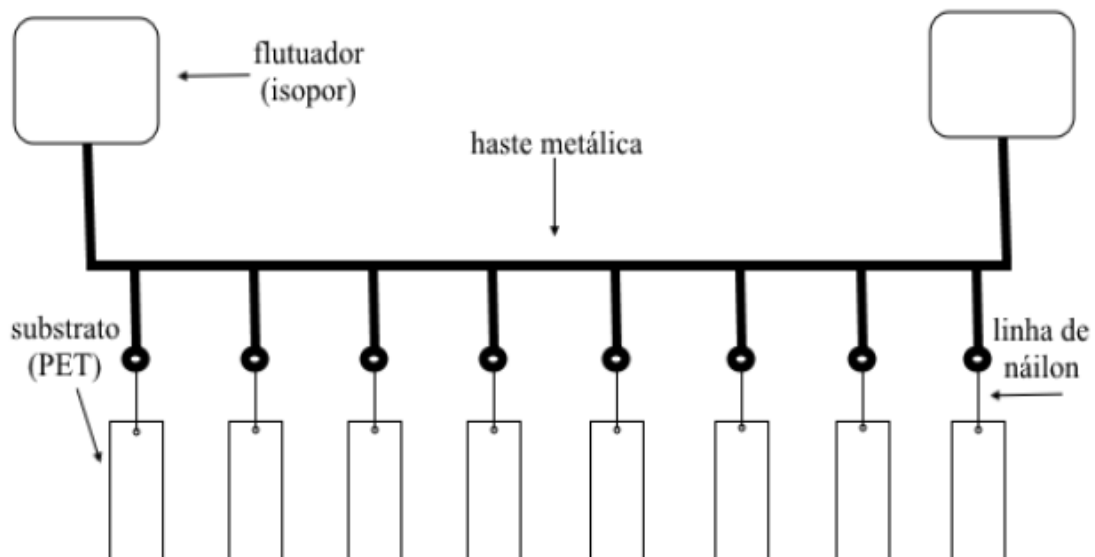 flutuador
(isopor)
haste metálica
substrato
(PET)
linha de
náilon